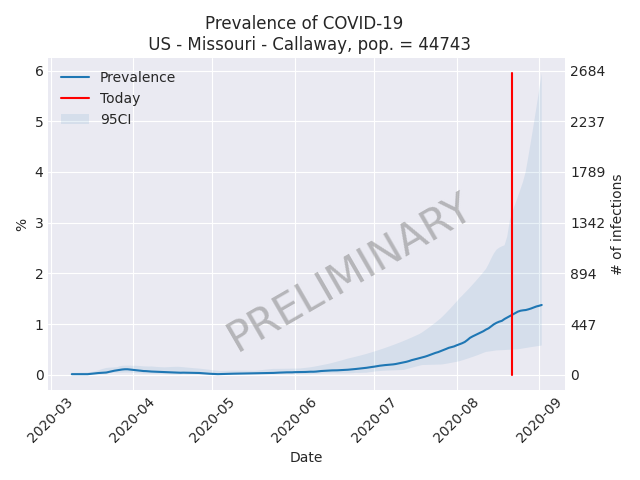 Prevalence of COVID-19
US - Missouri - Callaway, pop. = 44743
Prevalence
Today
95CI
PRELIMINARY
%
6
5
4
3
2
1
0
2684
2237
1789
1342
894
447
0
# of infections
2020-03
2020-04
2020-05
2020-06
2020-07
2020-08
2020-09
Date